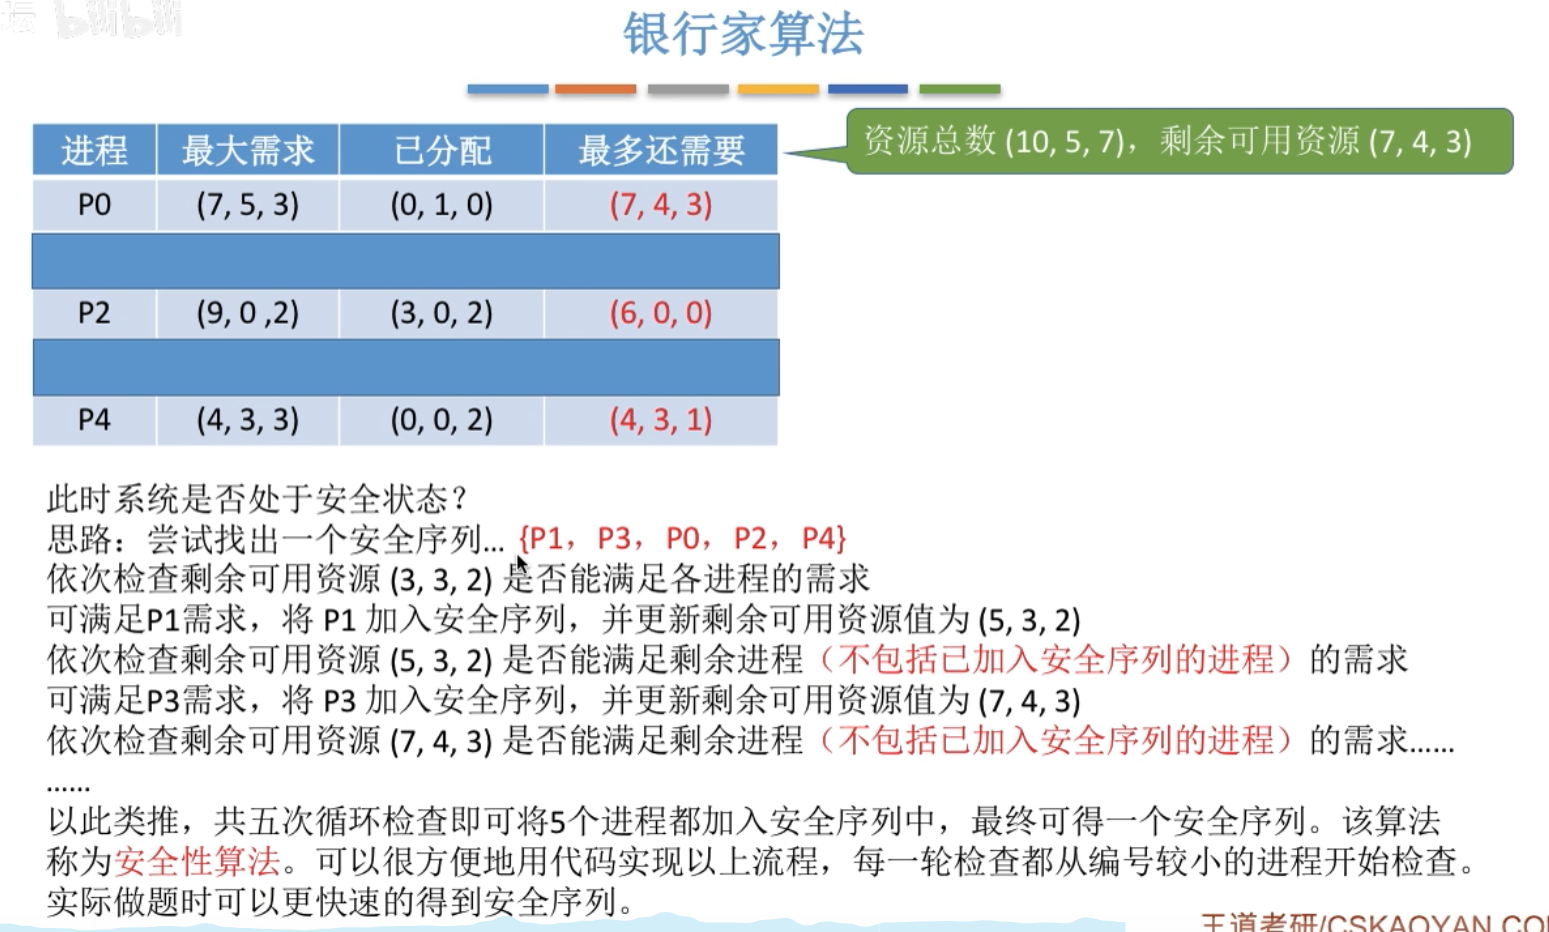 坛 bilibili
银行家算法
资源总数 (10, 5, 7)，剩余可用资源 (7, 4, 3)
进程 最大需求 已分配 最多还需要
P0 (7, 5, 3) (0, 1, 0) (7, 4, 3)
P2 (9, 0 ,2) (3, 0, 2) (6, 0, 0)
P4 (4, 3, 3) (0, 0, 2) (4, 3, 1)
此时系统是否处于安全状态？
思路：尝试找出一个安全序列... {P1，P3，P0，P2，P4}
依次检查剩余可用资源 (3, 3, 2) 是否能满足各进程的需求
可满足P1需求，将 P1 加入安全序列，并更新剩余可用资源值为 (5, 3, 2)
依次检查剩余可用资源 (5, 3, 2) 是否能满足剩余进程（不包括已加入安全序列的进程）的需求
可满足P3需求，将 P3 加入安全序列，并更新剩余可用资源值为 (7, 4, 3)
依次检查剩余可用资源 (7, 4, 3) 是否能满足剩余进程（不包括已加入安全序列的进程）的需求......
......
以此类推，共五次循环检查即可将5个进程都加入安全序列中，最终可得一个安全序列。该算法
称为安全性算法。可以很方便地用代码实现以上流程，每一轮检查都从编号较小的进程开始检查。
实际做题时可以更快速的得到安全序列。
王道考研/CSKAOYAN.CO